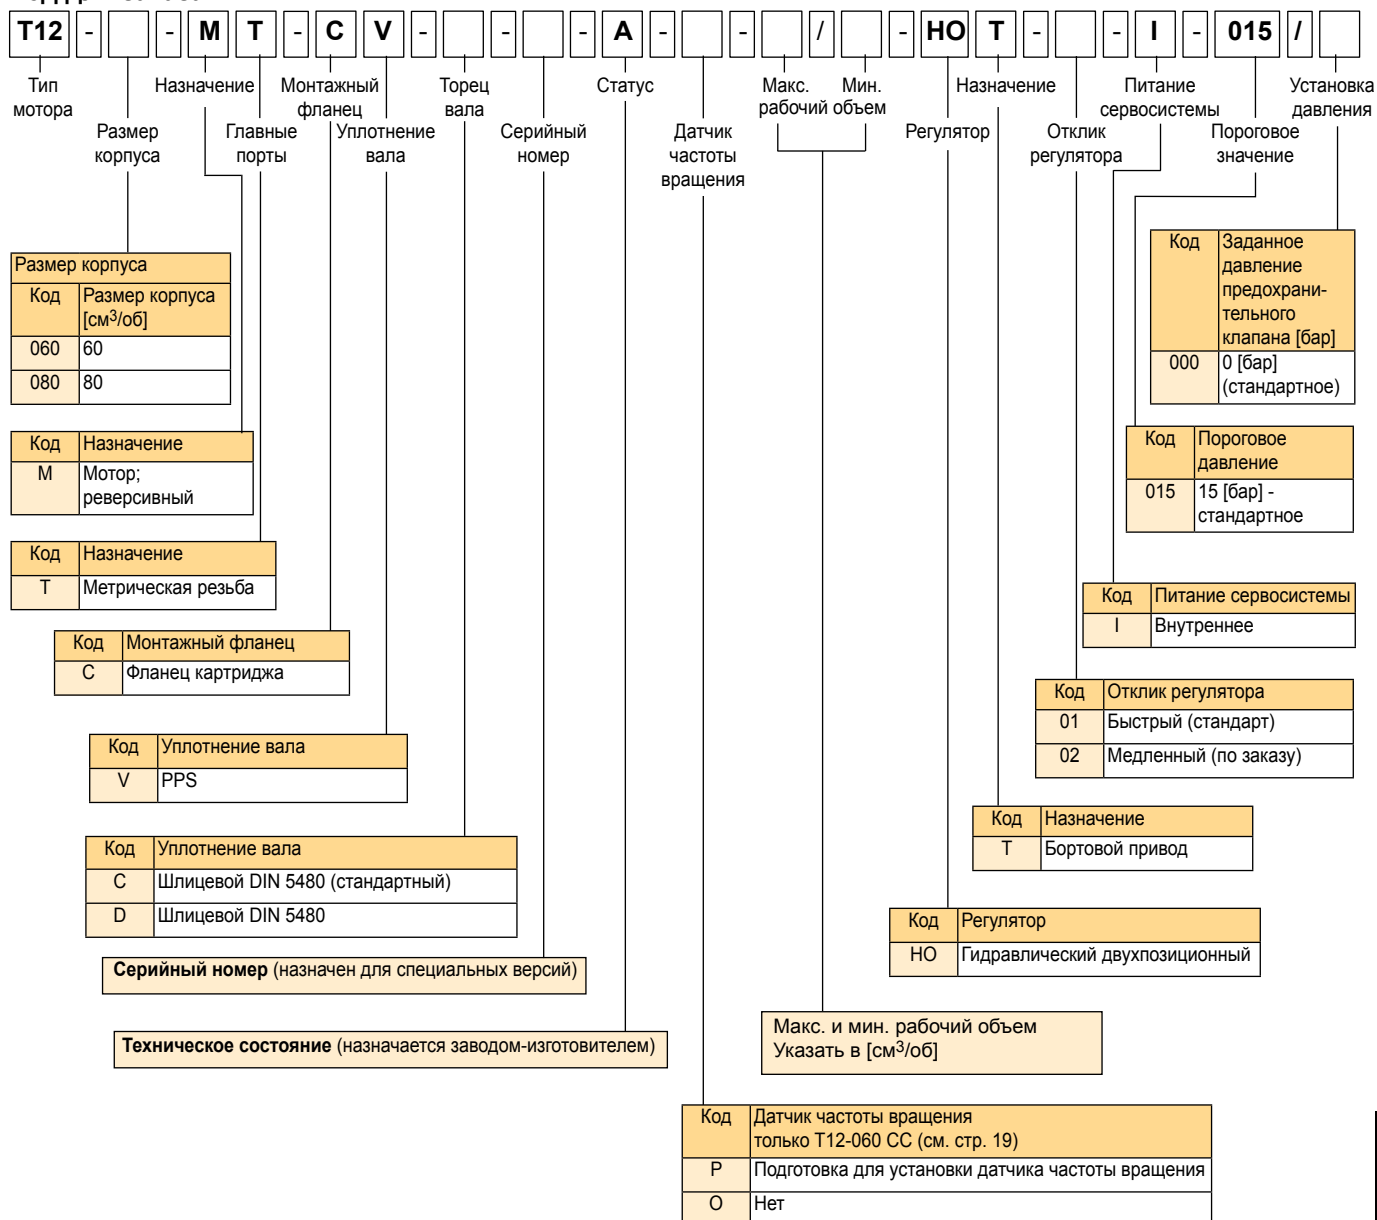 T12 - - M T - C V - - - A - - / - HO T - - I - 015 /
Тип
мотора
Назначение
Монтажный
фланец
Торец
вала
Статус
Макс.
рабочий
Мин.
объем
Назначение
Питание
сервосистемы
Установка
давления
Размер
корпуса
Главные
порты
Уплотнение
вала
Серийный
номер
Датчик
частоты
вращения
Регулятор
Отклик
регулятора
Пороговое
значение
Размер корпуса
Код Размер корпуса
[см³/об]
060 60
080 80
Код Назначение
M Мотор;
реверсивный
Код Назначение
T Метрическая резьба
Код Монтажный фланец
C Фланец картриджа
Код Уплотнение вала
V PPS
Код Уплотнение вала
C Шлицевой DIN 5480 (стандартный)
D Шлицевой DIN 5480
Серийный номер (назначен для специальных версий)
Техническое состояние (назначается заводом-изготовителем)
Код Датчик частоты вращения
только T12-060 CC (см. стр. 19)
P Подготовка для установки датчика частоты вращения
O Нет
Макс. и мин. рабочий объем
Указать в [см³/об]
Код Регулятор
HO Гидравлический двухпозиционный
Код Назначение
T Бортовой привод
Код Отклик регулятора
01 Быстрый (стандарт)
02 Медленный (по заказу)
Код Питание сервосистемы
I Внутреннее
Код Пороговое
давление
015 15 [бар] -
стандартное
Код Заданное
давление
предохрани-
тельного
клапана [бар]
000 0 [бар]
(стандартное)